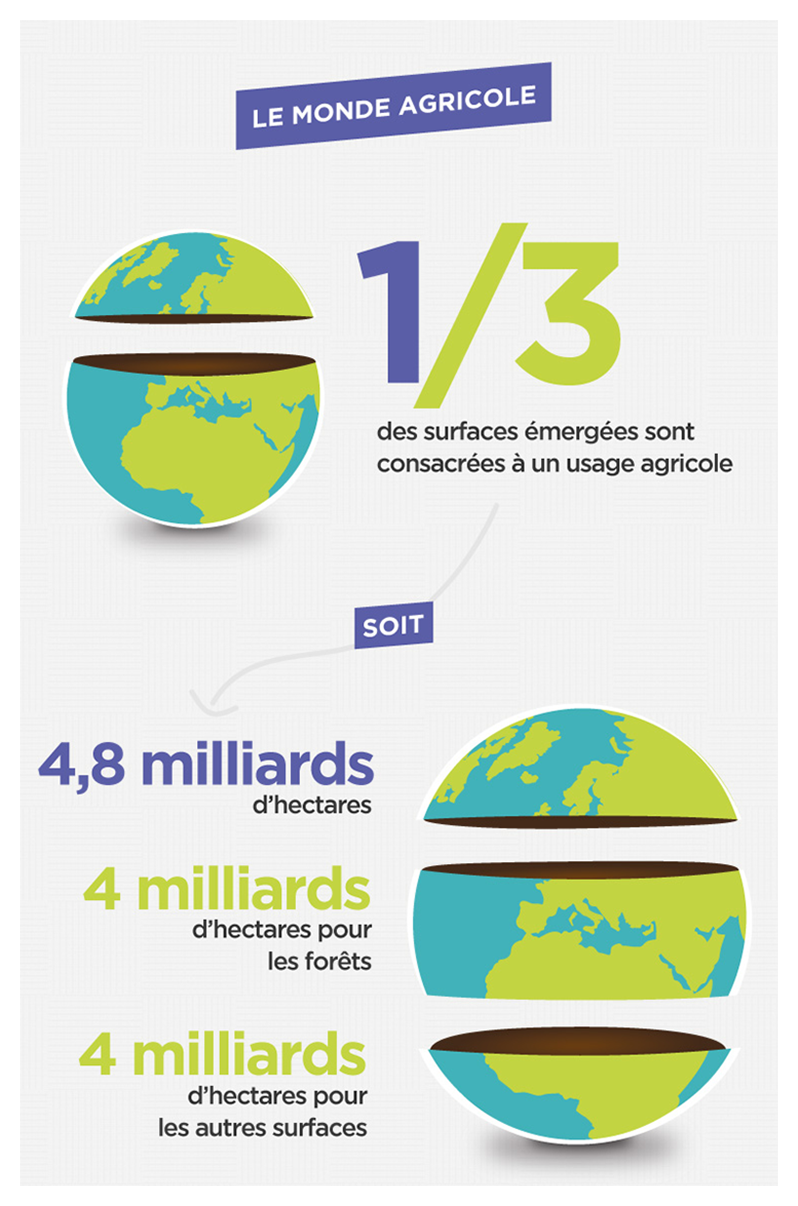 LE MONDE AGRICOLE
1/3
des surfaces émergées sont
consacrées à un usage agricole
SOIT
4,8 milliards
d'hectares
4 milliards
d'hectares pour
les forêts
4 milliards
d'hectares pour
les autres surfaces